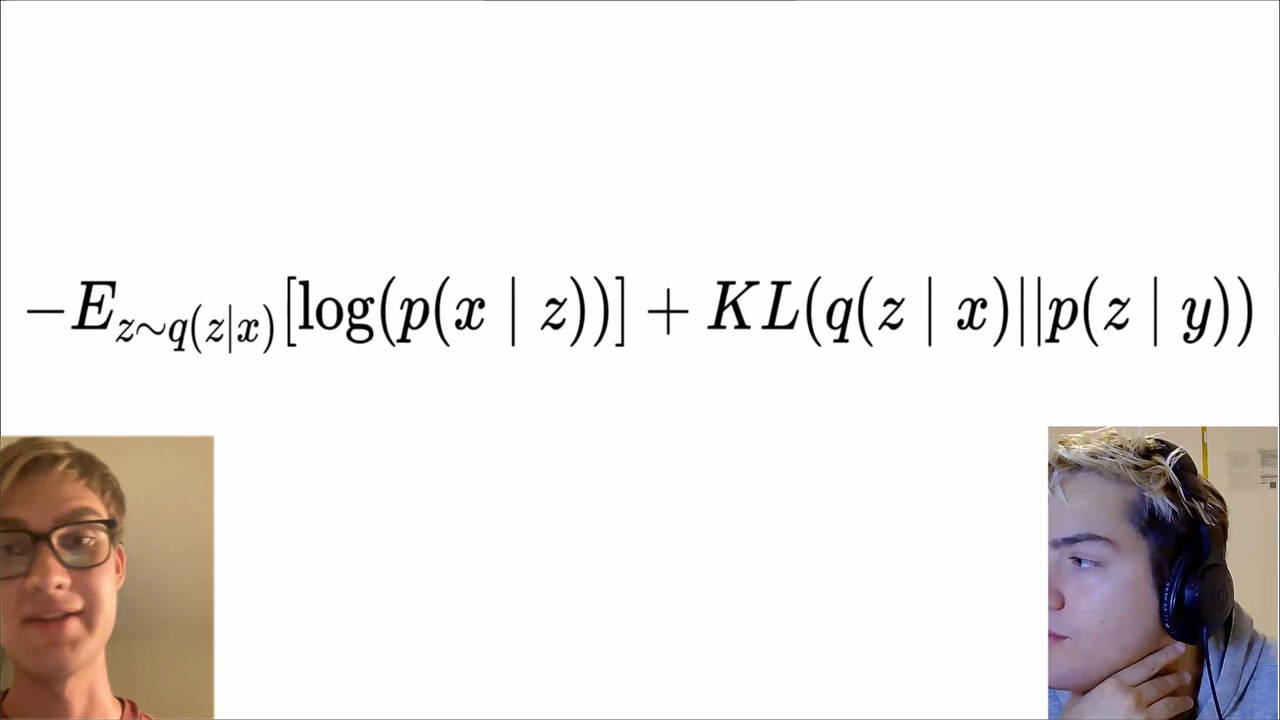 −E_{z∼q(z|x)}[log(p(x | z))] + KL(q(z | x)||p(z | y))